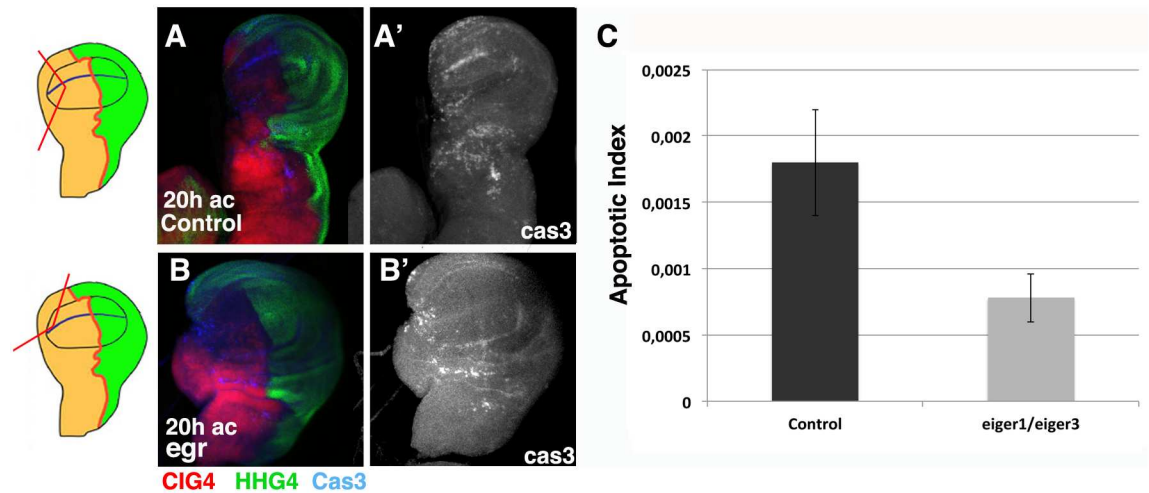 A
20h ac
Control
A'
cas3
B
20h ac
egr
B'
cas3
CIG4 HHG4 Cas3
C
Apoptotic Index
0,0025
0,002
0,0015
0,001
0,0005
0
Control
eiger1/eiger3